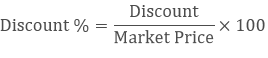 Discount % = Discount / Market Price × 100